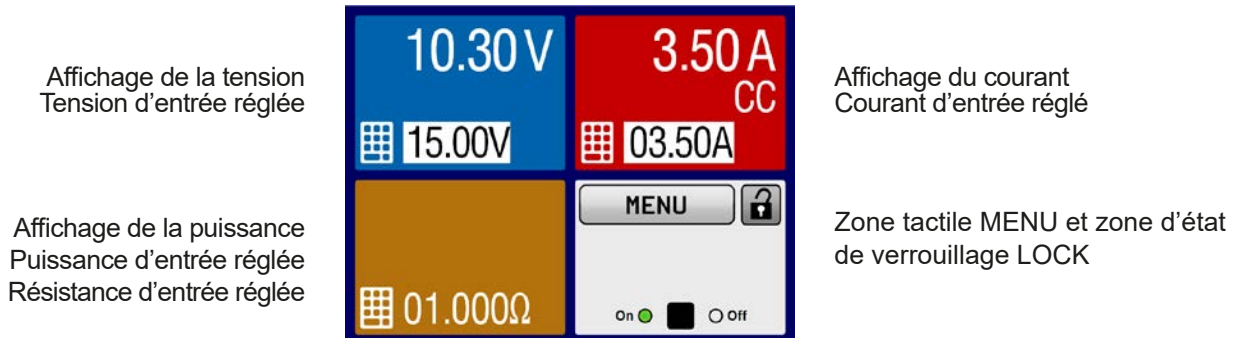 Affichage de la tension
Tension d’entrée réglée
10.30 V
15.00V
3.50 A
CC
03.50A
Affichage du courant
Courant d’entrée réglé
Affichage de la puissance
Puissance d’entrée réglée
Résistance d’entrée réglée
01.000Ω
MENU
On
Off
Zone tactile MENU et zone d’état
de verrouillage LOCK